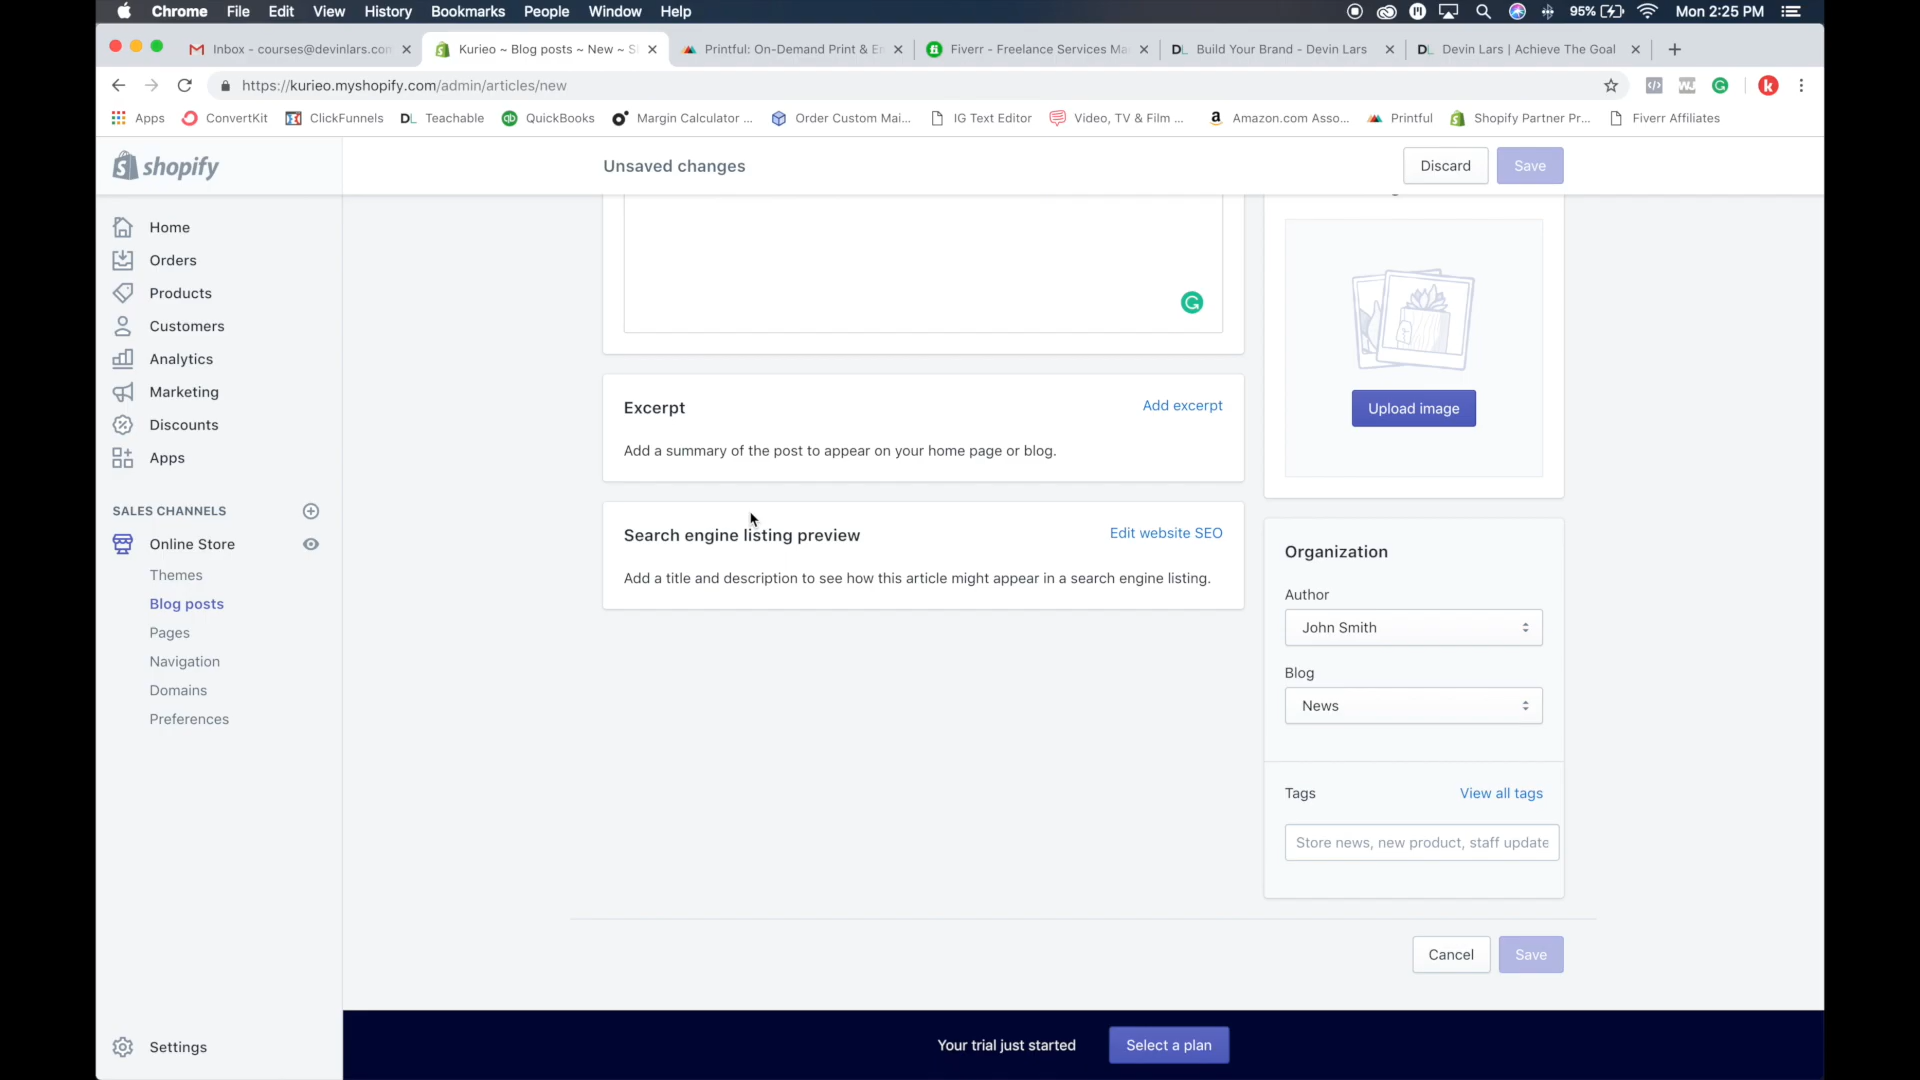 Chrome File Edit View History Bookmarks People Window Help 95% Mon 2:25 PM
Inbox - courses@devinlars.con Kurieo ~ Blog posts ~ New ~ S Printful: On-Demand Print & En Fiverr - Freelance Services Ma Build Your Brand - Devin Lars Devin Lars | Achieve The Goal
https://kurieo.myshopify.com/admin/articles/new
Apps ConvertKit ClickFunnels DL Teachable QuickBooks Margin Calculator ... Order Custom Mai... IG Text Editor Video, TV & Film ... Amazon.com Asso... Printful Shopify Partner Pr... Fiverr Affiliates
shopify
Unsaved changes
Discard
Save
Home
Orders
Products
Customers
Analytics
Marketing
Discounts
Apps
SALES CHANNELS
Online Store
Themes
Blog posts
Pages
Navigation
Domains
Preferences
Settings
Excerpt
Add excerpt
Add a summary of the post to appear on your home page or blog.
Search engine listing preview
Edit website SEO
Add a title and description to see how this article might appear in a search engine listing.
Upload image
Organization
Author
John Smith
Blog
News
Tags
View all tags
Store news, new product, staff update
Cancel
Save
Your trial just started
Select a plan